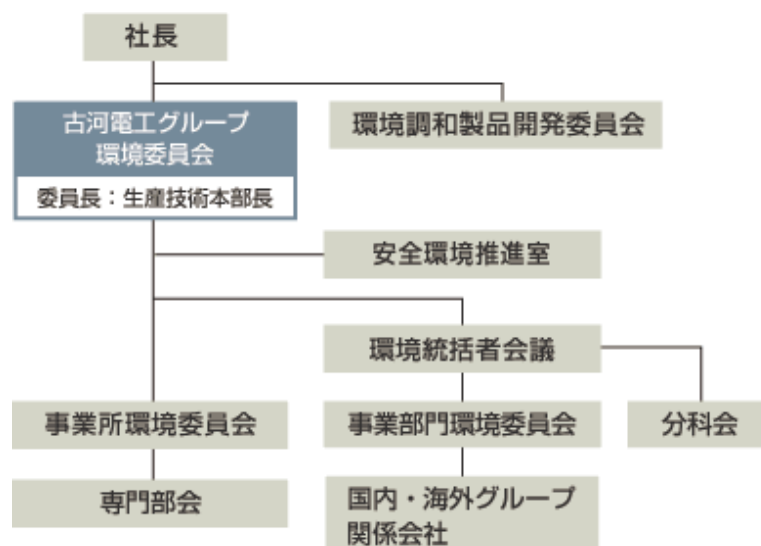 社長
古河電工グループ
環境委員会
委員長：生産技術本部長
環境調和製品開発委員会
安全環境推進室
環境統括者会議
事業所環境委員会
事業部門環境委員会
分科会
専門部会
国内・海外グループ
関係会社